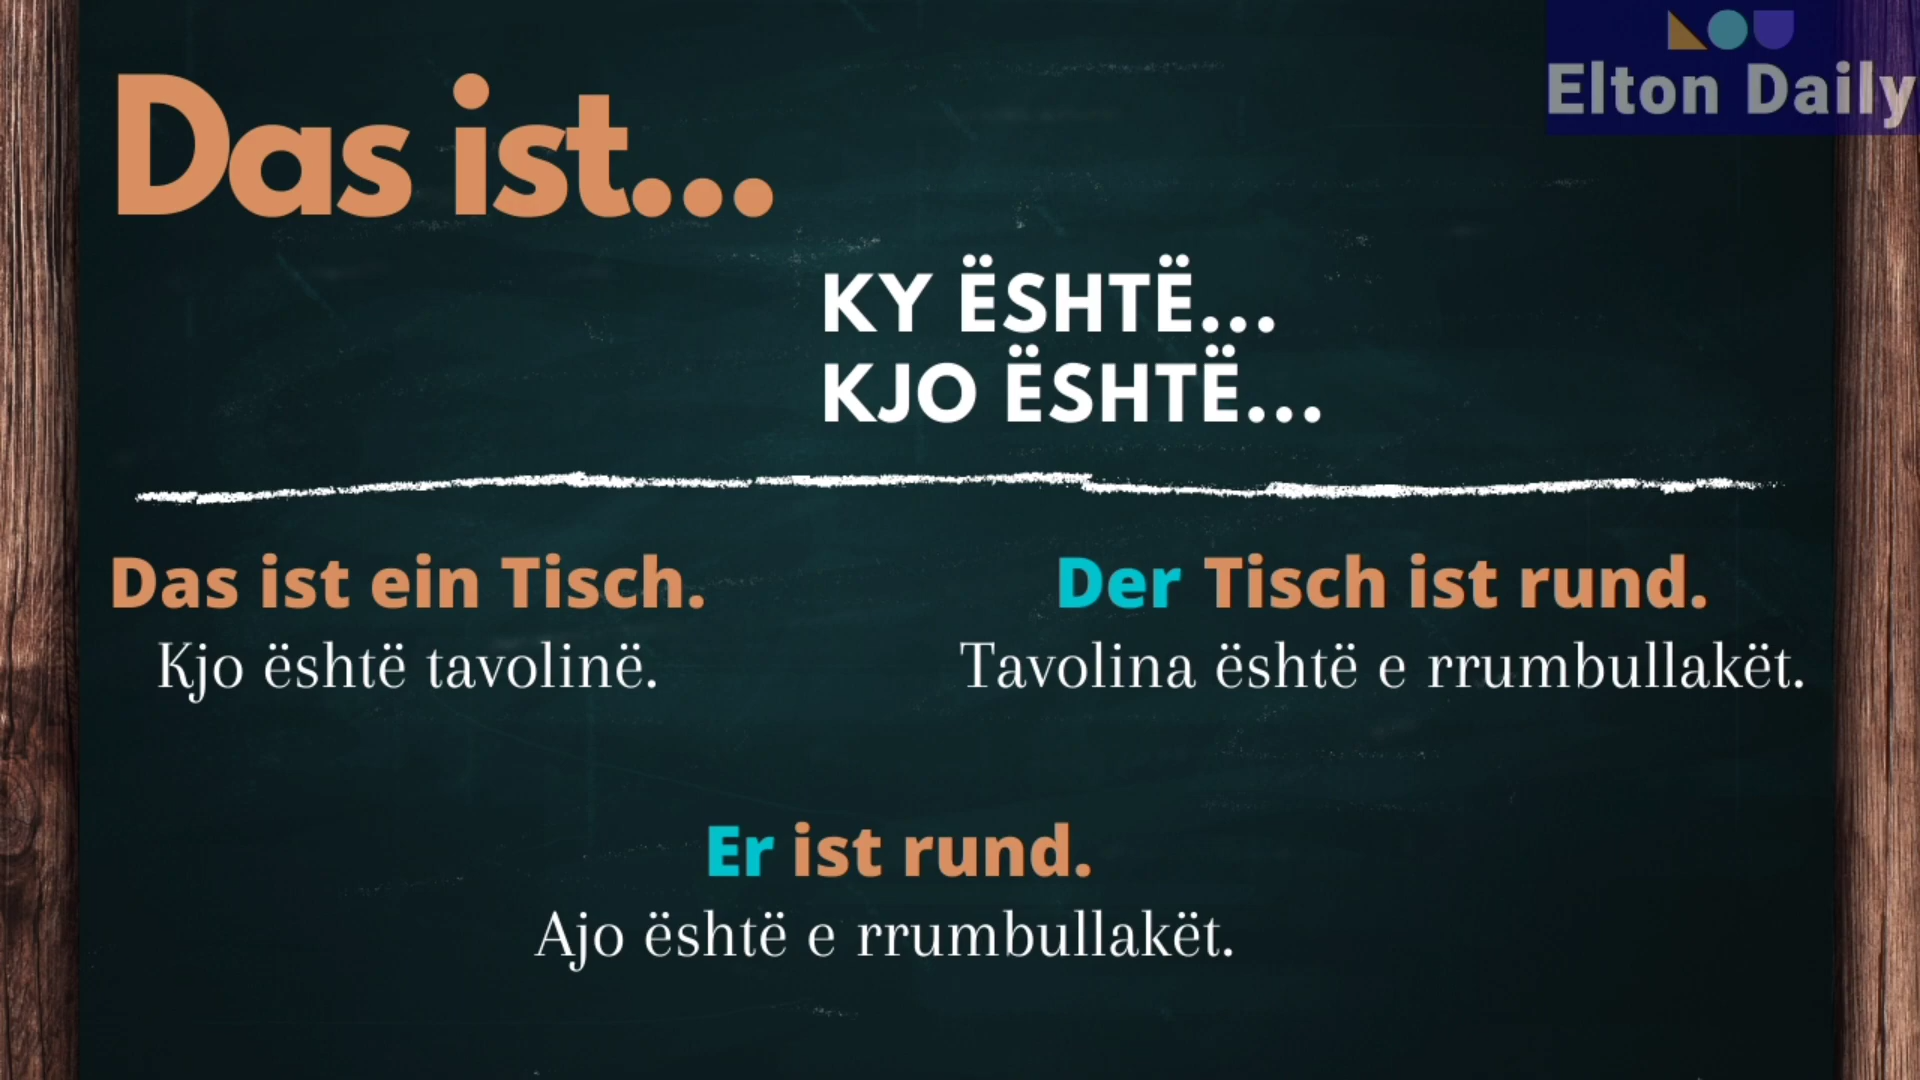 Elton Daily
Das ist...
KY ËSHTË...
KJO ËSHTË...
Das ist ein Tisch.
Kjo është tavolinë.
Der Tisch ist rund.
Tavolina është e rrumbullakët.
Er ist rund.
Ajo është e rrumbullakët.